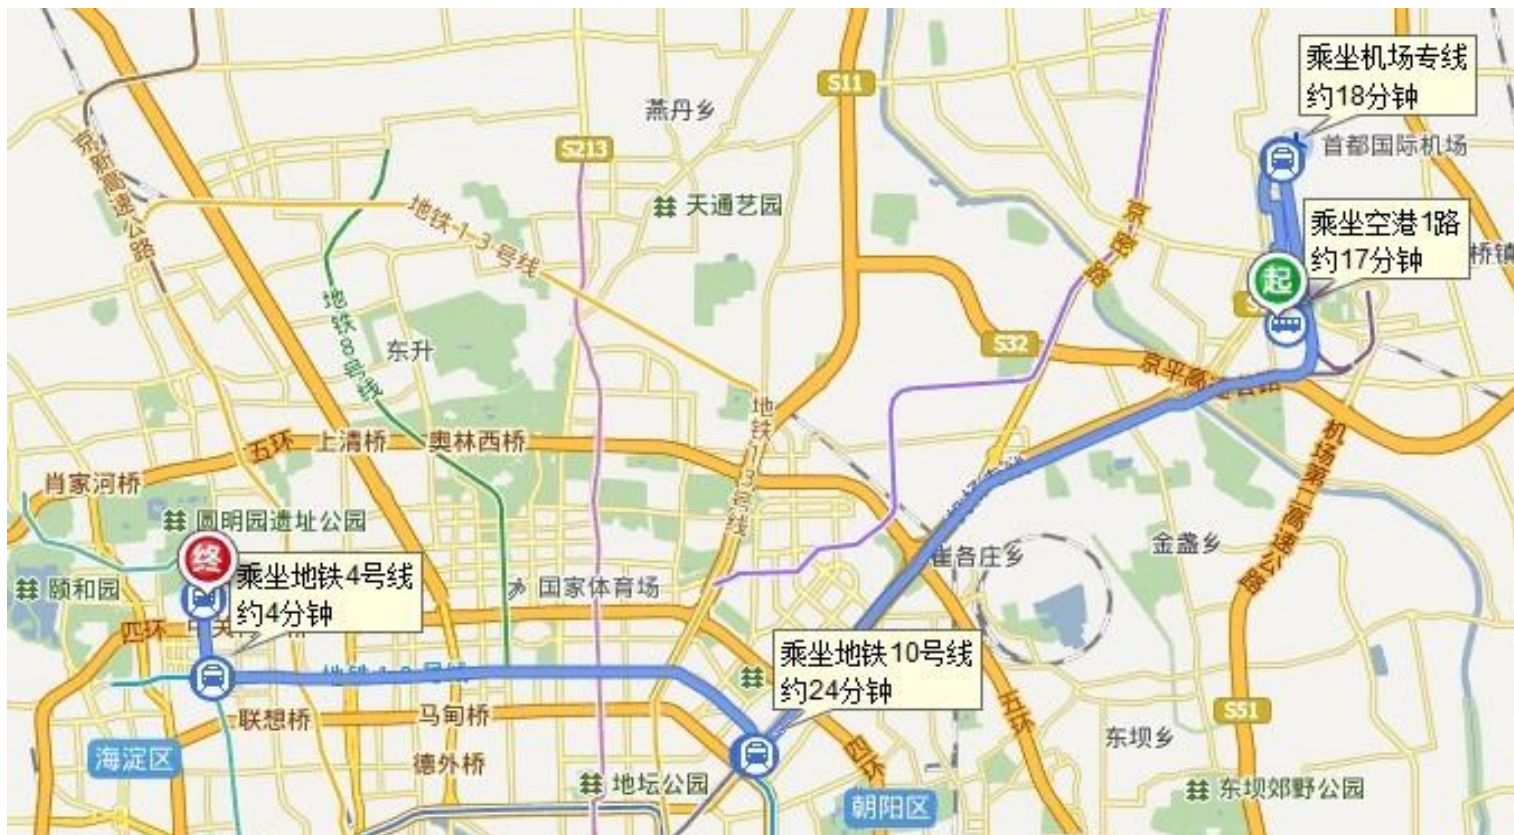 乘坐机场专线
约18分钟
S11
燕丹乡
首都国际机场
S213
京新高速公路
天通艺园
地铁-1-3-号线
京密路
乘坐空港1路
约17分钟
桥镇
起
地铁8号线
东升
S32
京平高
地铁-1-3号线
五环
上清桥
奥林西桥
机场第二高速公路
肖家河桥
圆明园遗址公园
崔各庄乡
金盏乡
终
乘坐地铁4号线
约4分钟
颐和园
国家体育场
四环
乘坐地铁10号线
约24分钟
五环
联想桥
马甸桥
S51
海淀区
德外桥
四环
东坝乡
地坛公园
朝阳区
东坝郊野公园